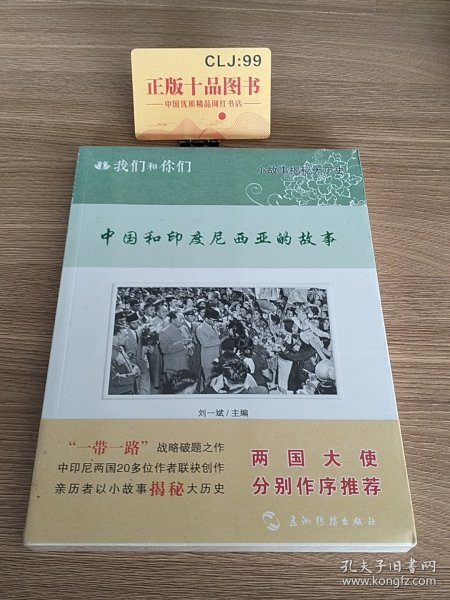 CLJ:99
正版十品图书
中国优质精品网红书店
我们和你们
小故事揭秘大历史
中国和印度尼西亚的故事
刘一斌/主编
“一带一路”战略破题之作
中印尼两国20多位作者联袂创作
亲历者以小故事揭秘大历史
两国大使
分别作序推荐
五洲传播出版社
孔夫子旧书网
www.kongfz.com